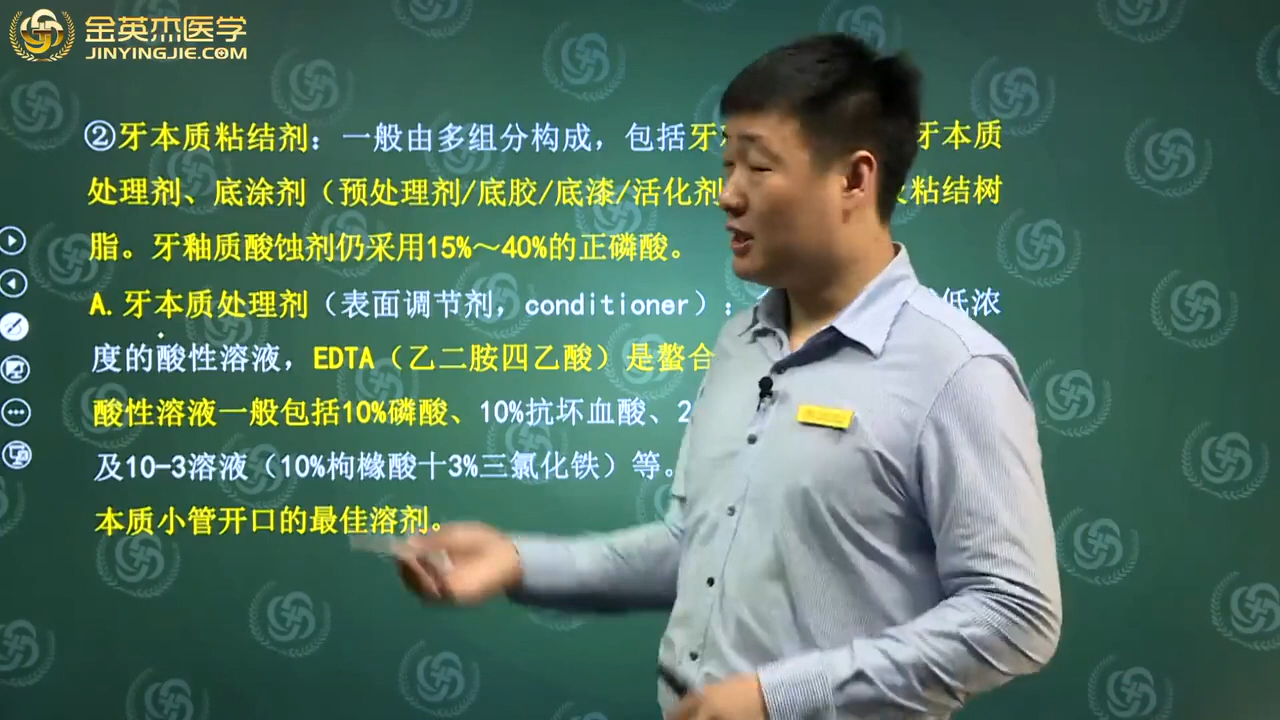 金英杰医学
JINYINGJIE.COM
②牙本质粘结剂：一般由多组分构成，包括牙 牙本质
处理剂、底涂剂（预处理剂/底胶/底漆/活化剂 粘结树
脂。牙釉质酸蚀剂仍采用15%～40%的正磷酸。
A.牙本质处理剂（表面调节剂，conditioner）： 低浓
度的酸性溶液，EDTA（乙二胺四乙酸）是螯合
酸性溶液一般包括10%磷酸、10%抗坏血酸、2
及10-3溶液（10%枸橼酸十3%三氯化铁）等。
本质小管开口的最佳溶剂。